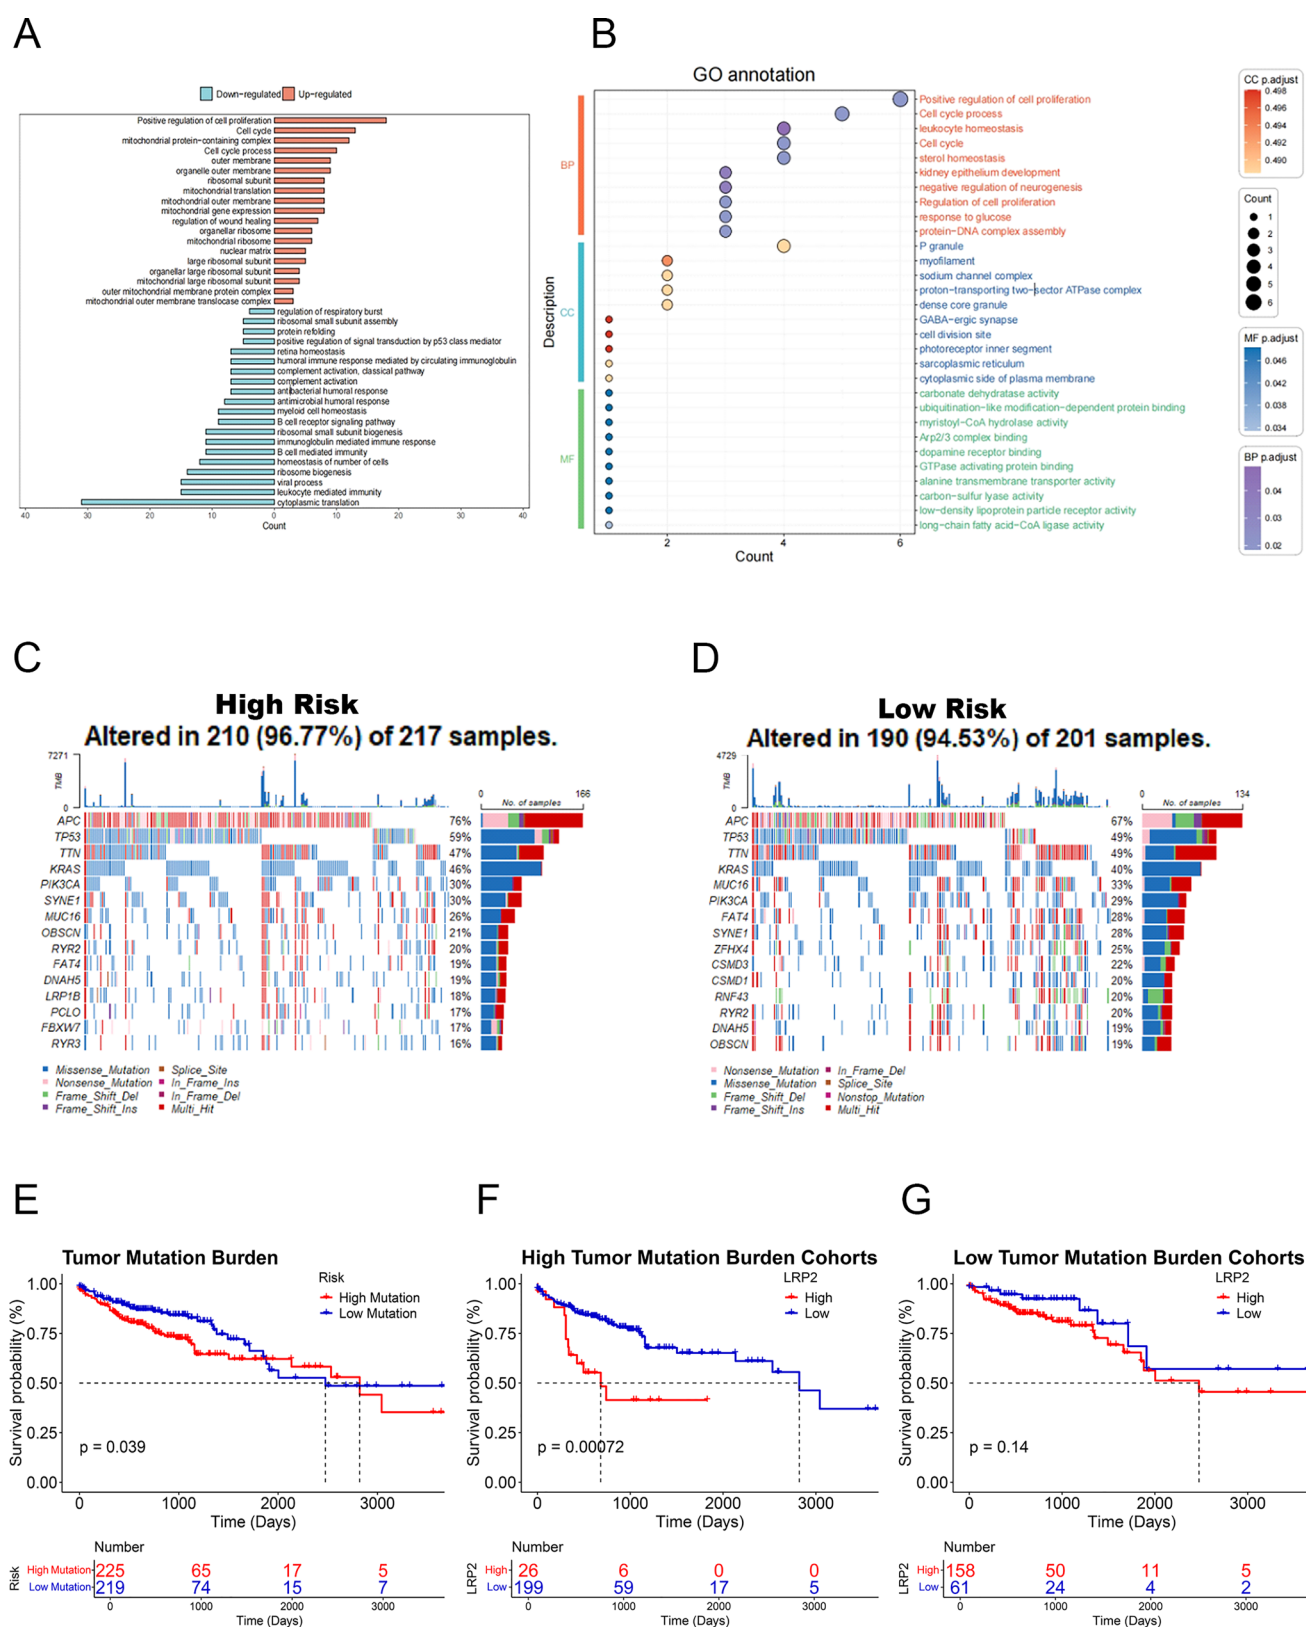 A
Down-regulated Up-regulated
Positive regulation of cell proliferation
Cell cycle
mitochondrial protein-containing complex
Cell cycle process
outer membrane
organelle outer membrane
ribosomal subunit
mitochondrial translation
mitochondrial outer membrane
mitochondrial gene expression
regulation of wound healing
organellar ribosome
mitochondrial ribosome
nuclear matrix
large ribosomal subunit
organellar large ribosomal subunit
mitochondrial large ribosomal subunit
outer mitochondrial membrane protein complex
mitochondrial outer membrane translocase complex
regulation of respiratory burst
ribosomal small subunit assembly
protein refolding
positive regulation of signal transduction by p53 class mediator
retina homeostasis
humoral immune response mediated by circulating immunoglobulin
complement activation, classical pathway
complement activation
antibacterial humoral response
antimicrobial humoral response
myeloid cell homeostasis
B cell receptor signaling pathway
ribosomal small subunit biogenesis
immunoglobulin mediated immune response
B cell mediated immunity
homeostasis of number of cells
ribosome biogenesis
viral process
leukocyte mediated immunity
cytoplasmic translation
40 30 20 10 0 10 20 30 40
Count
B
GO annotation
Description
BP
CC
MF
Positive regulation of cell proliferation
Cell cycle process
leukocyte homeostasis
Cell cycle
sterol homeostasis
kidney epithelium development
negative regulation of neurogenesis
Regulation of cell proliferation
response to glucose
protein-DNA complex assembly
P granule
myofilament
sodium channel complex
proton-transporting two-sector ATPase complex
dense core granule
GABA-ergic synapse
cell division site
photoreceptor inner segment
sarcoplasmic reticulum
cytoplasmic side of plasma membrane
carbonate dehydratase activity
ubiquitination-like modification-dependent protein binding
myristoyl-CoA hydrolase activity
Arp2/3 complex binding
dopamine receptor binding
GTPase activating protein binding
alanine transmembrane transporter activity
carbon-sulfur lyase activity
low-density lipoprotein particle receptor activity
long-chain fatty acid-CoA ligase activity
2 4 6
Count
CC p.adjust
0.498
0.496
0.494
0.492
0.490
Count
1
2
3
4
5
6
MF p.adjust
0.046
0.042
0.038
0.034
BP p.adjust
0.04
0.03
0.02
C
High Risk
Altered in 210 (96.77%) of 217 samples.
7271
TMB
0
0 166
No. of samples
APC 76%
TP53 59%
TTN 47%
KRAS 46%
PIK3CA 30%
SYNE1 30%
MUC16 26%
OBSCN 21%
RYR2 20%
FAT4 19%
DNAH5 19%
LRP1B 18%
PCLO 17%
FBXW7 17%
RYR3 16%
Missense_Mutation Splice_Site
Nonsense_Mutation In_Frame_Ins
Frame_Shift_Del In_Frame_Del
Frame_Shift_Ins Multi_Hit
D
Low Risk
Altered in 190 (94.53%) of 201 samples.
4729
TMB
0
0 134
No. of samples
APC 67%
TP53 49%
TTN 49%
KRAS 40%
MUC16 33%
PIK3CA 29%
FAT4 28%
SYNE1 28%
ZFHX4 25%
CSMD3 22%
CSMD1 20%
RNF43 20%
RYR2 20%
DNAH5 19%
OBSCN 19%
Nonsense_Mutation In_Frame_Del
Missense_Mutation Splice_Site
Frame_Shift_Del Nonstop_Mutation
Frame_Shift_Ins Multi_Hit
E
Tumor Mutation Burden
Risk
High Mutation
Low Mutation
Survival probability (%)
1.00
0.75
0.50
0.25
0.00
p = 0.039
0 1000 2000 3000
Time (Days)
Number
Risk
High Mutation 225 65 17 5
Low Mutation 219 74 15 7
0 1000 2000 3000
Time (Days)
F
High Tumor Mutation Burden Cohorts
LRP2
High
Low
Survival probability (%)
1.00
0.75
0.50
0.25
0.00
p = 0.00072
0 1000 2000 3000
Time (Days)
Number
LRP2
High 26 6 0 0
Low 199 59 17 5
0 1000 2000 3000
Time (Days)
G
Low Tumor Mutation Burden Cohorts
LRP2
High
Low
Survival probability (%)
1.00
0.75
0.50
0.25
0.00
p = 0.14
0 1000 2000 3000
Time (Days)
Number
LRP2
High 158 50 11 5
Low 61 24 4 2
0 1000 2000 3000
Time (Days)